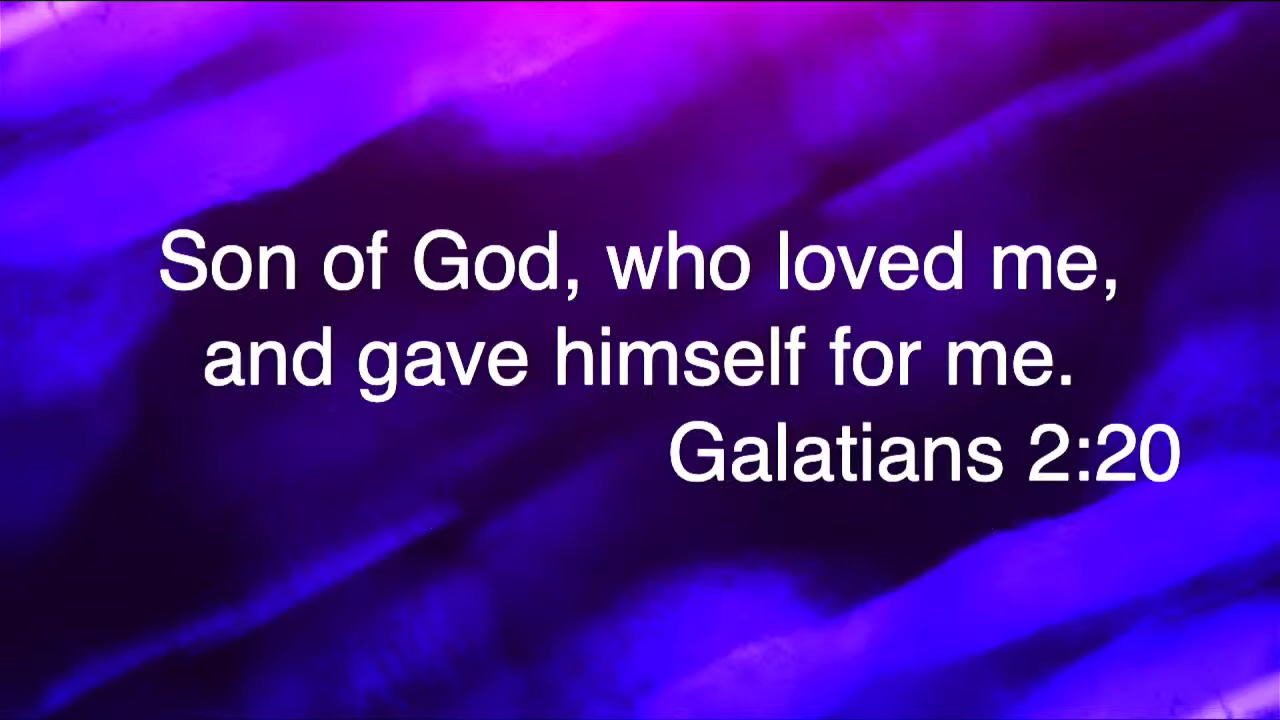 Son of God, who loved me,
and gave himself for me.
Galatians 2:20